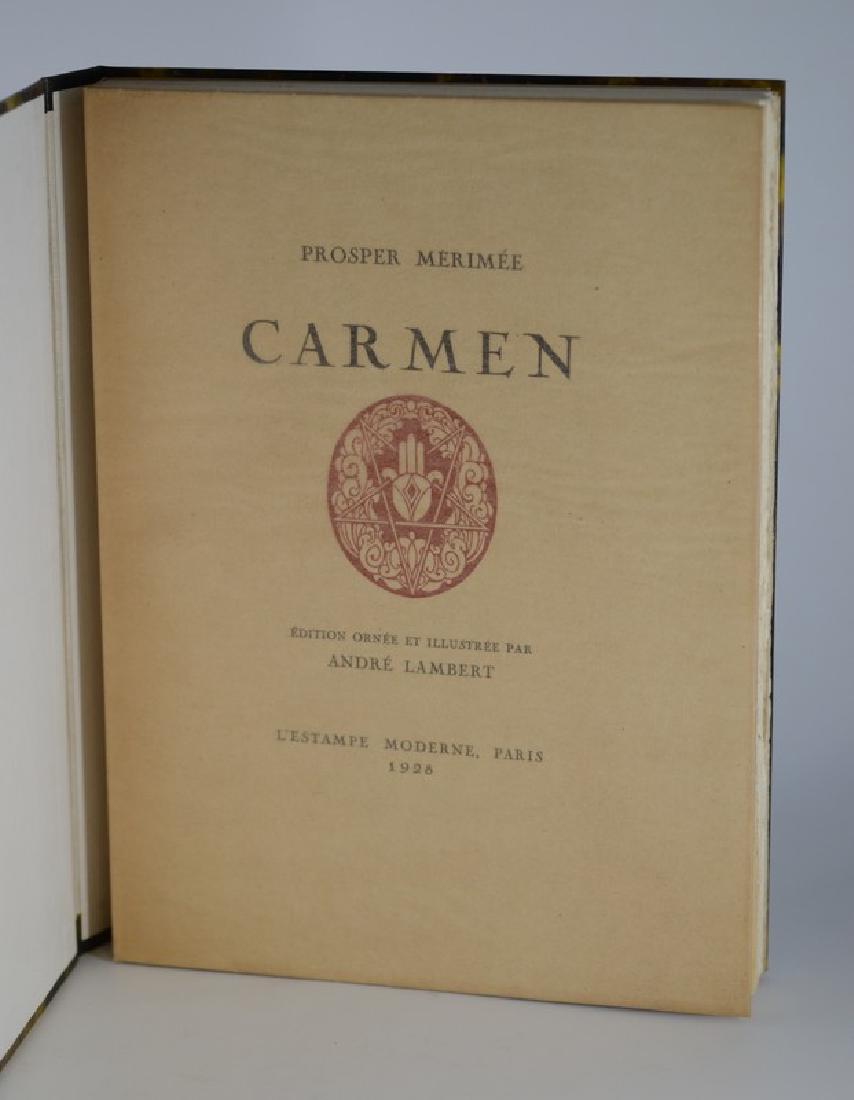 PROSPER MÉRIMÉE
CARMEN
ÉDITION ORNÉE ET ILLUSTRÉE PAR
ANDRÉ LAMBERT
L'ESTAMPE MODERNE, PARIS
1928